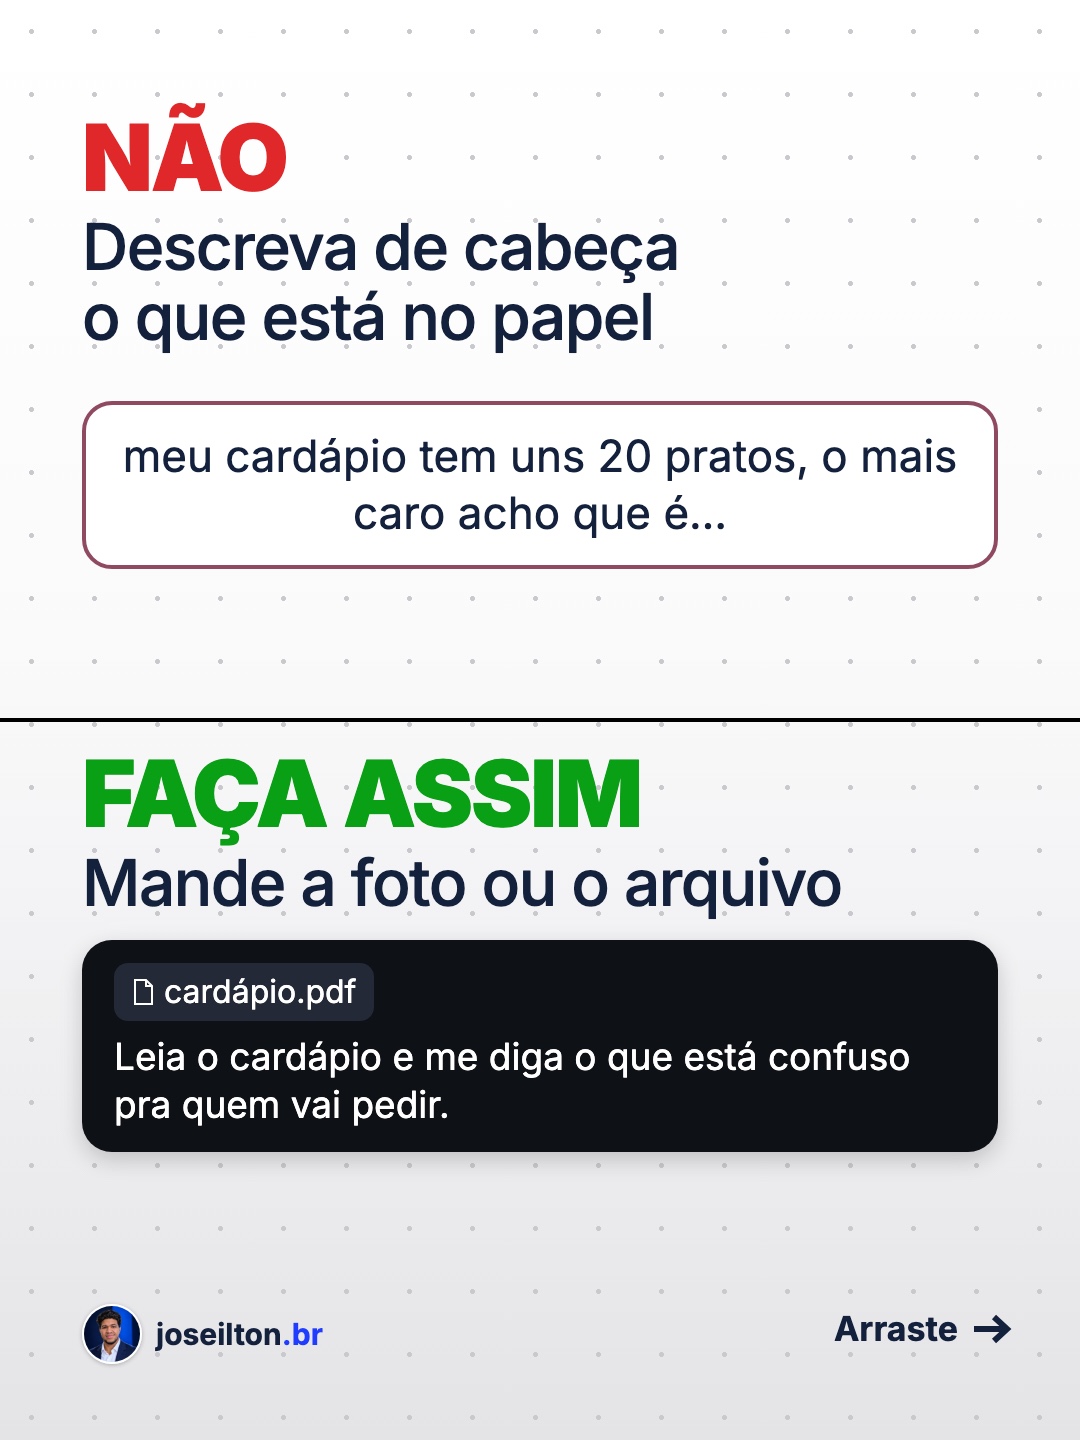 NÃO
Descreva de cabeça
o que está no papel
meu cardápio tem uns 20 pratos, o mais
caro acho que é...
FAÇA ASSIM
Mande a foto ou o arquivo
cardápio.pdf
Leia o cardápio e me diga o que está confuso
pra quem vai pedir.
joseilton.br
Arraste